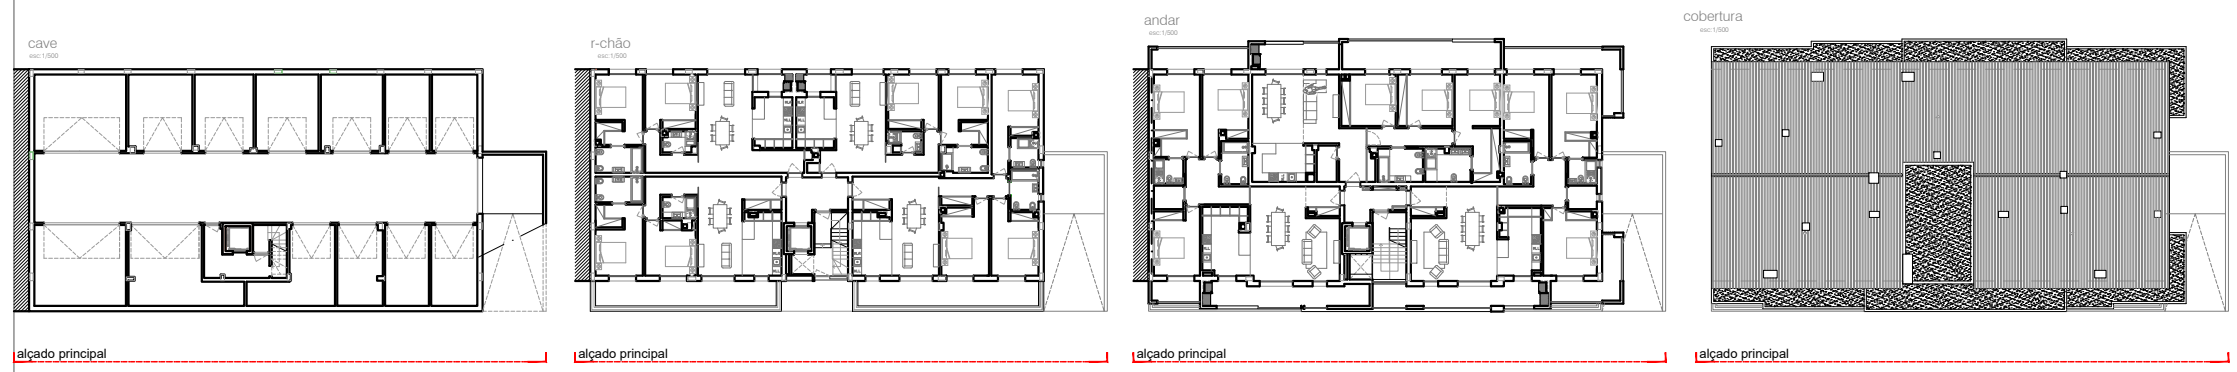 cave
esc:1/500
r-chão
esc:1/500
andar
esc:1/500
cobertura
esc:1/500
alçado principal
alçado principal
alçado principal
alçado principal